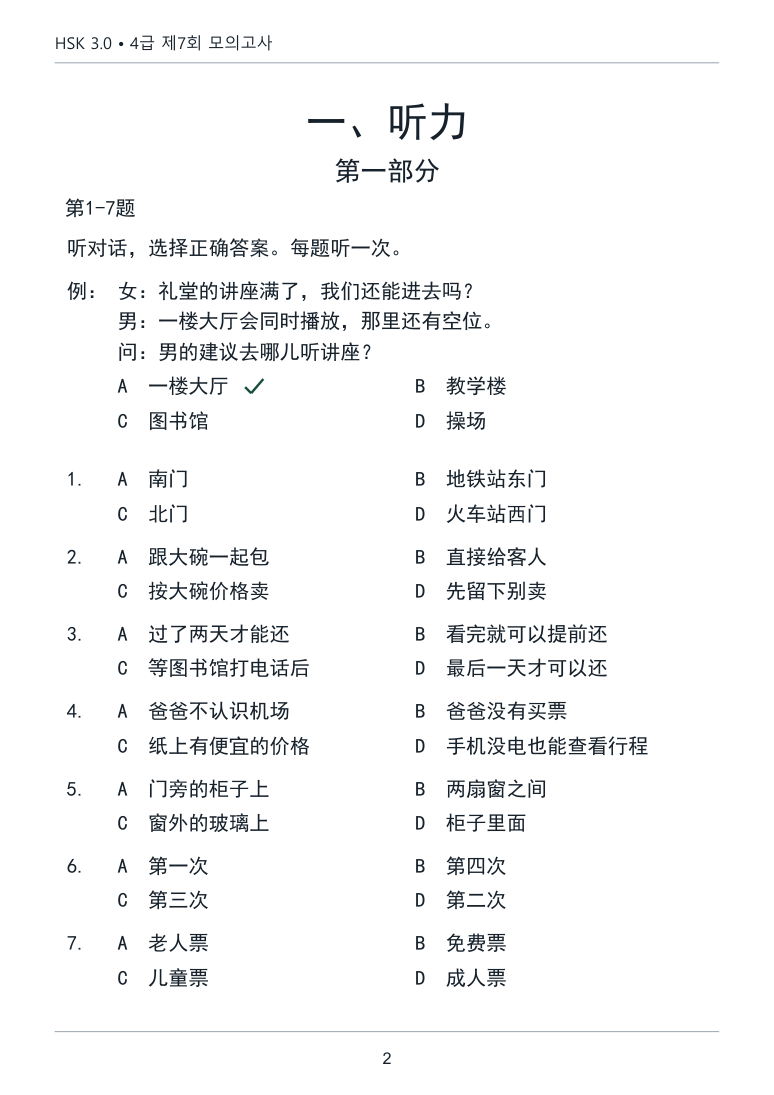 HSK 3.0 • 4급 제7회 모의고사
一、听力
第一部分
第1-7题
听对话，选择正确答案。每题听一次。
例： 女：礼堂的讲座满了，我们还能进去吗？
男：一楼大厅会同时播放，那里还有空位。
问：男的建议去哪儿听讲座？
A 一楼大厅 ✓ B 教学楼
C 图书馆 D 操场
1. A 南门 B 地铁站东门
C 北门 D 火车站西门
2. A 跟大碗一起包 B 直接给客人
C 按大碗价格卖 D 先留下别卖
3. A 过了两天才能还 B 看完就可以提前还
C 等图书馆打电话后 D 最后一天才可以还
4. A 爸爸不认识机场 B 爸爸没有买票
C 纸上有便宜的价格 D 手机没电也能查看行程
5. A 门旁的柜子上 B 两扇窗之间
C 窗外的玻璃上 D 柜子里面
6. A 第一次 B 第四次
C 第三次 D 第二次
7. A 老人票 B 免费票
C 儿童票 D 成人票
2